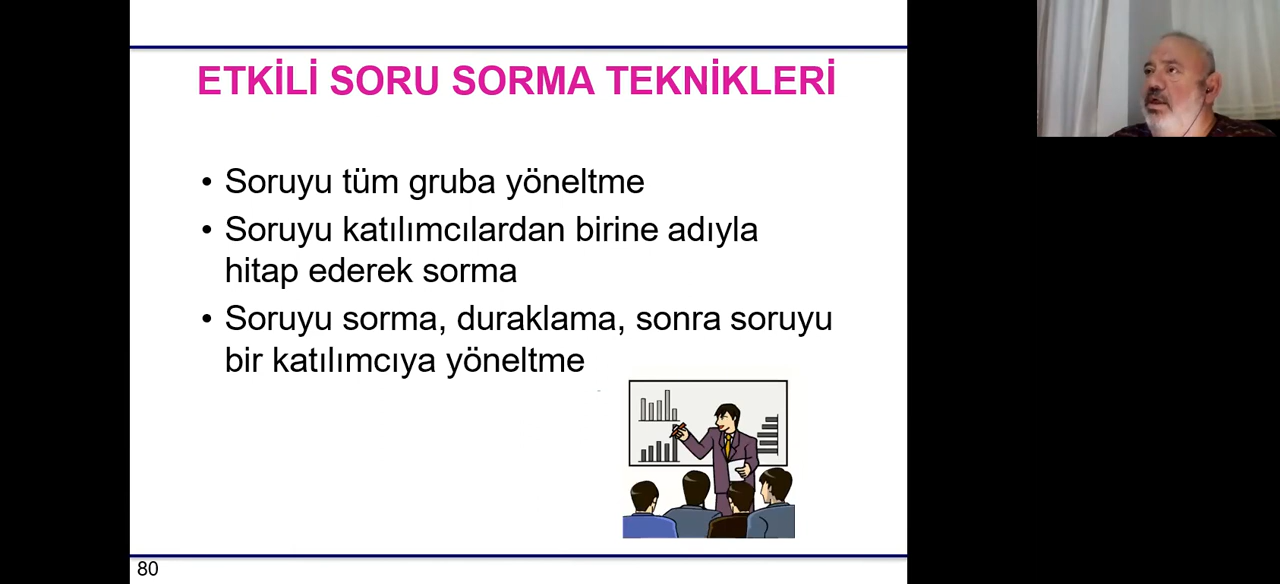 ETKİLİ SORU SORMA TEKNİKLERİ
• Soruyu tüm gruba yöneltme
• Soruyu katılımcılardan birine adıyla
hitap ederek sorma
• Soruyu sorma, duraklama, sonra soruyu
bir katılımcıya yöneltme
80